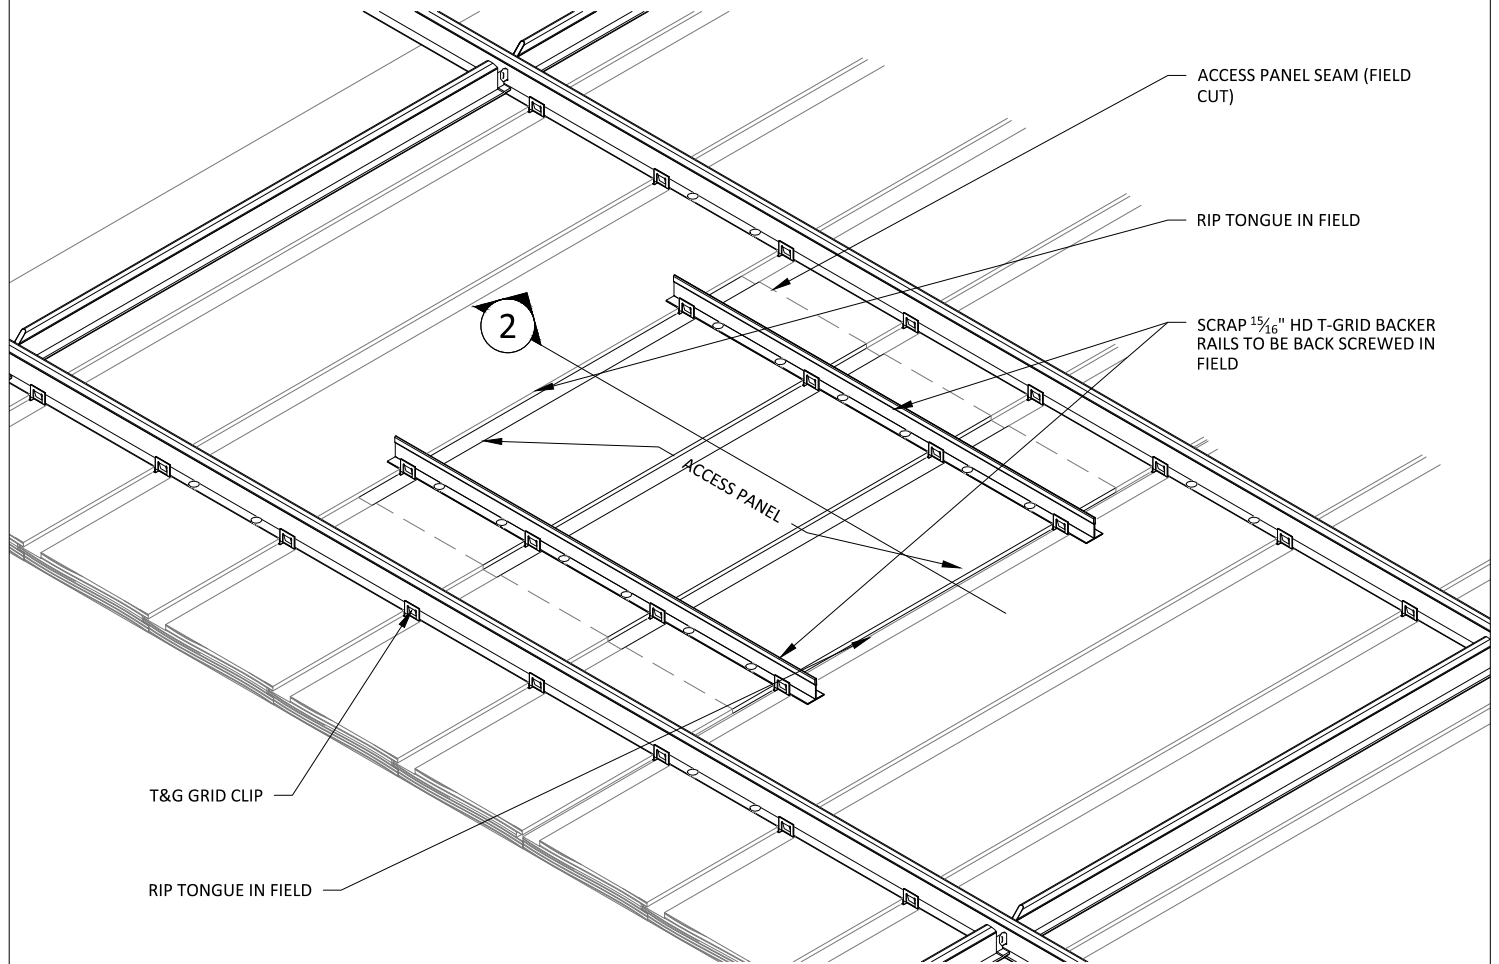 ACCESS PANEL SEAM (FIELD
CUT)
RIP TONGUE IN FIELD
2
SCRAP 15⁄16" HD T-GRID BACKER
RAILS TO BE BACK SCREWED IN
FIELD
ACCESS PANEL
T&G GRID CLIP
RIP TONGUE IN FIELD